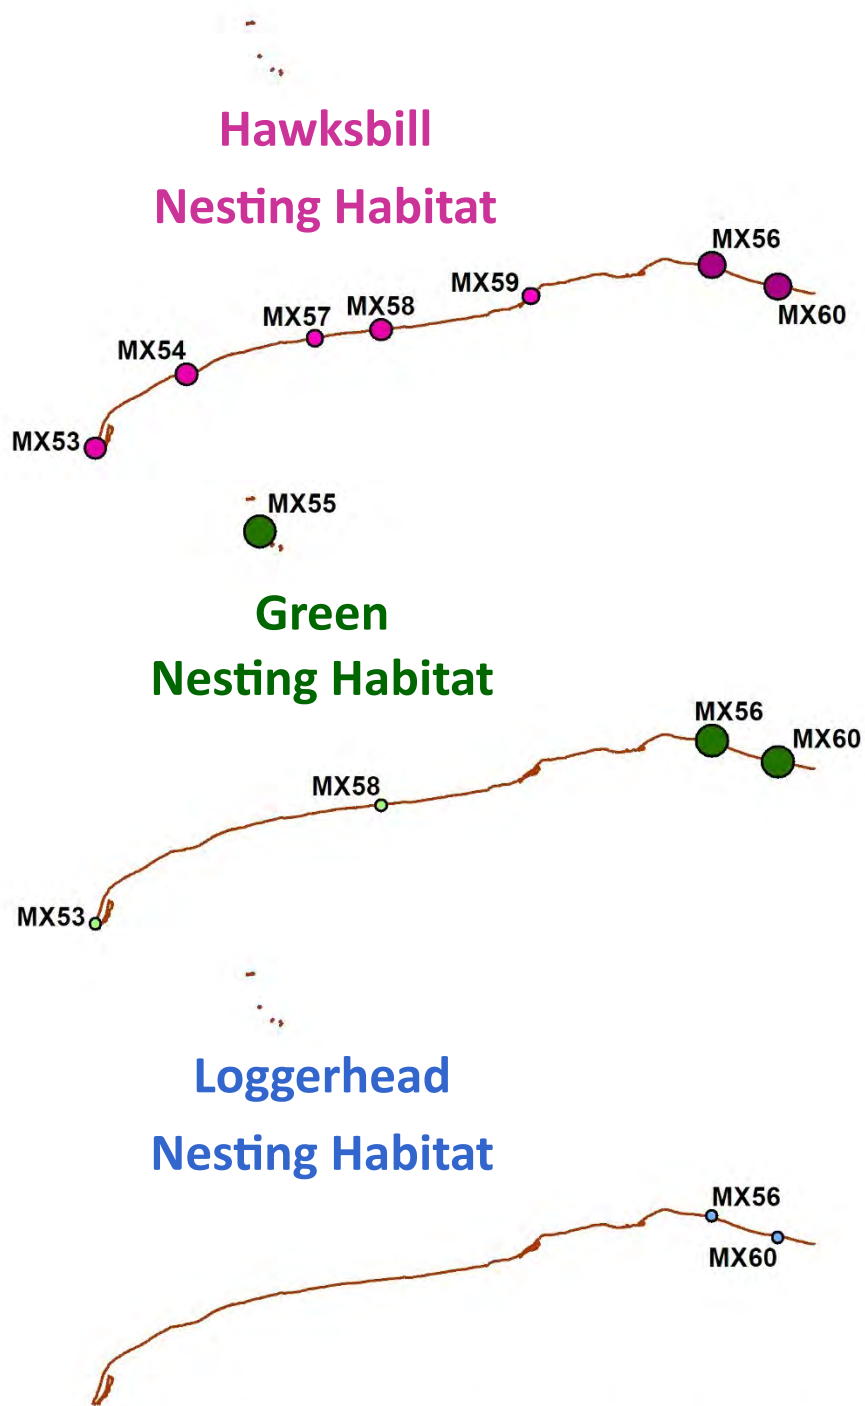 Hawksbill
Nesting Habitat
MX56
MX59
MX58
MX57
MX60
MX54
MX53
MX55
Green
Nesting Habitat
MX56
MX60
MX58
MX53
Loggerhead
Nesting Habitat
MX56
MX60